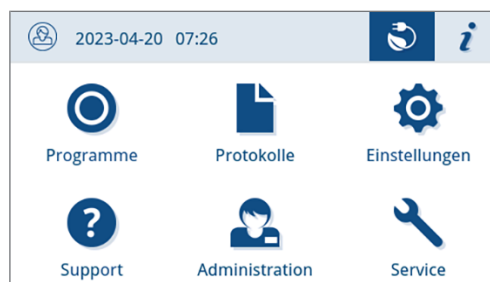 2023-04-20 07:26
i
Programme
Protokolle
Einstellungen
?
Support
Administration
Service